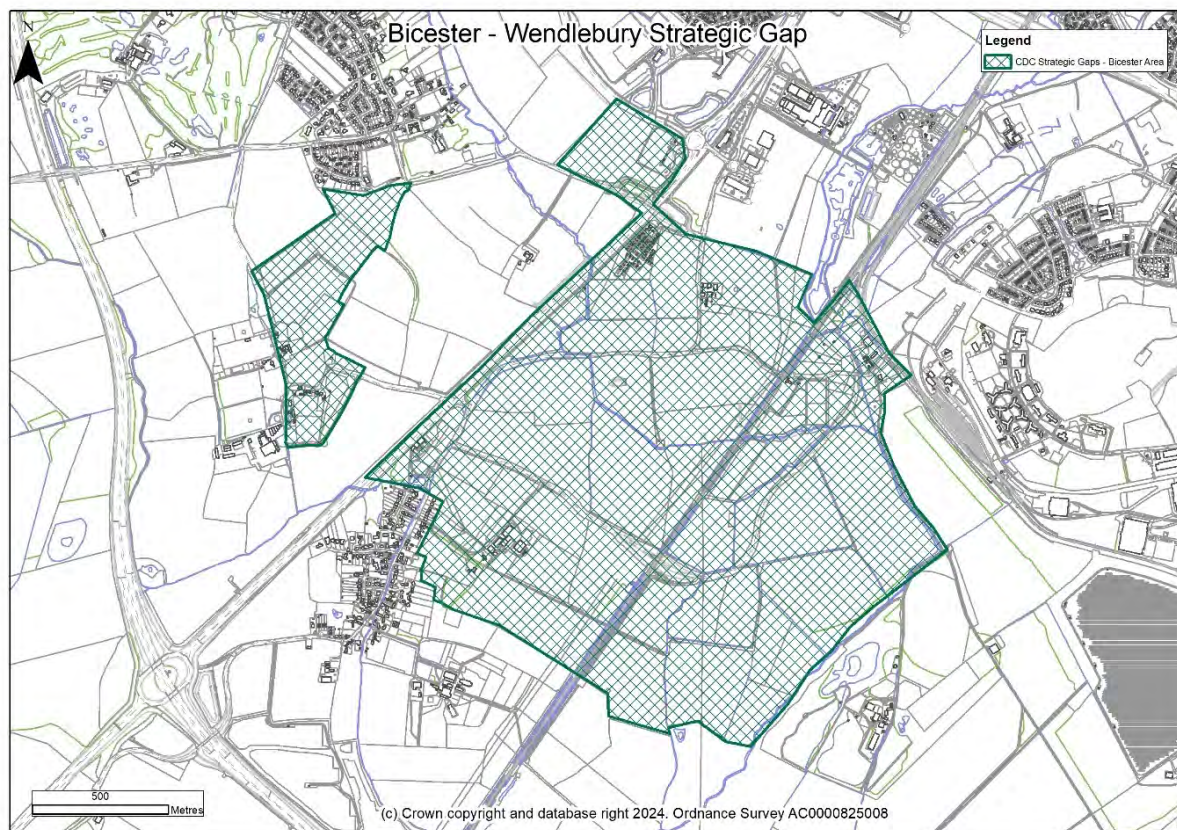 Bicester - Wendlebury Strategic Gap
N
Legend
CDC Strategic Gaps - Bicester Area
500
Metres
(c) Crown copyright and database right 2024. Ordnance Survey AC0000825008